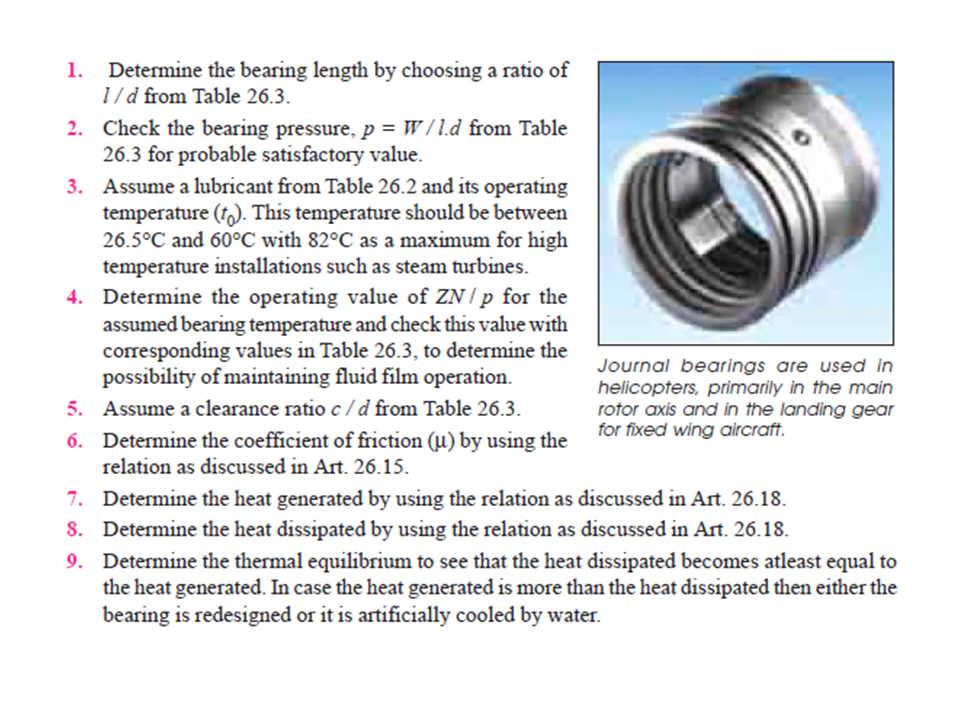 1. Determine the bearing length by choosing a ratio of
l / d from Table 26.3.
2. Check the bearing pressure, p = W / l.d from Table
26.3 for probable satisfactory value.
3. Assume a lubricant from Table 26.2 and its operating
temperature (t₀). This temperature should be between
26.5°C and 60°C with 82°C as a maximum for high
temperature installations such as steam turbines.
4. Determine the operating value of ZN / p for the
assumed bearing temperature and check this value with
corresponding values in Table 26.3, to determine the
possibility of maintaining fluid film operation.
5. Assume a clearance ratio c / d from Table 26.3.
6. Determine the coefficient of friction (μ) by using the
relation as discussed in Art. 26.15.
7. Determine the heat generated by using the relation as discussed in Art. 26.18.
8. Determine the heat dissipated by using the relation as discussed in Art. 26.18.
9. Determine the thermal equilibrium to see that the heat dissipated becomes atleast equal to
the heat generated. In case the heat generated is more than the heat dissipated then either the
bearing is redesigned or it is artificially cooled by water.
Journal bearings are used in
helicopters, primarily in the main
rotor axis and in the landing gear
for fixed wing aircraft.